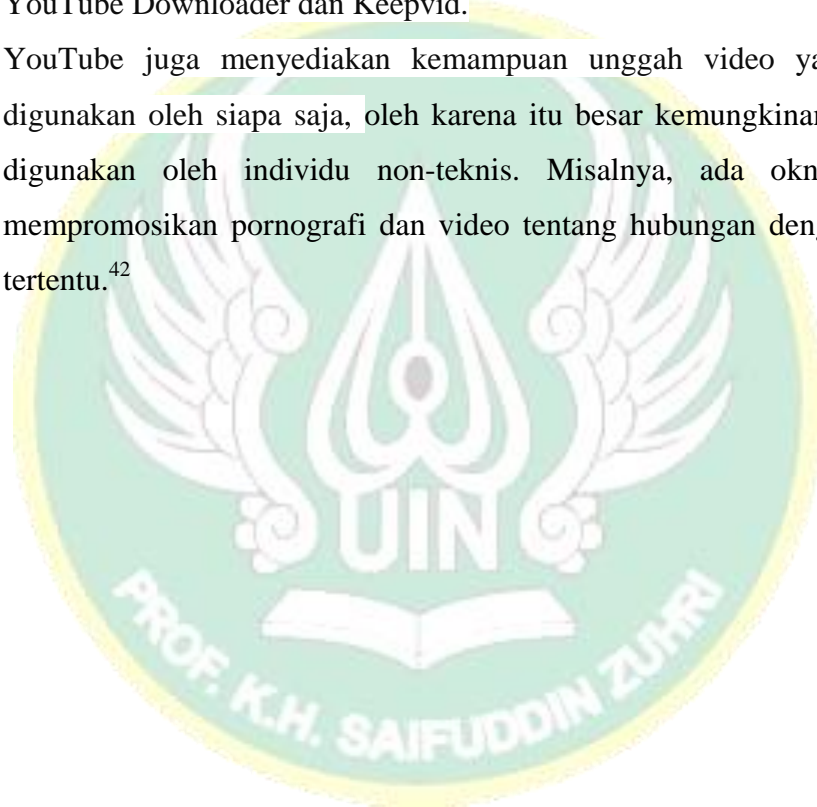 YouTube Downloader dan Keepvid.
YouTube juga menyediakan kemampuan unggah video ya
digunakan oleh siapa saja, oleh karena itu besar kemungkinan
digunakan oleh individu non-teknis. Misalnya, ada okn
mempromosikan pornografi dan video tentang hubungan deng
tertentu.42
UIN
PROF. K.H. SAIFUDDIN ZUHRI